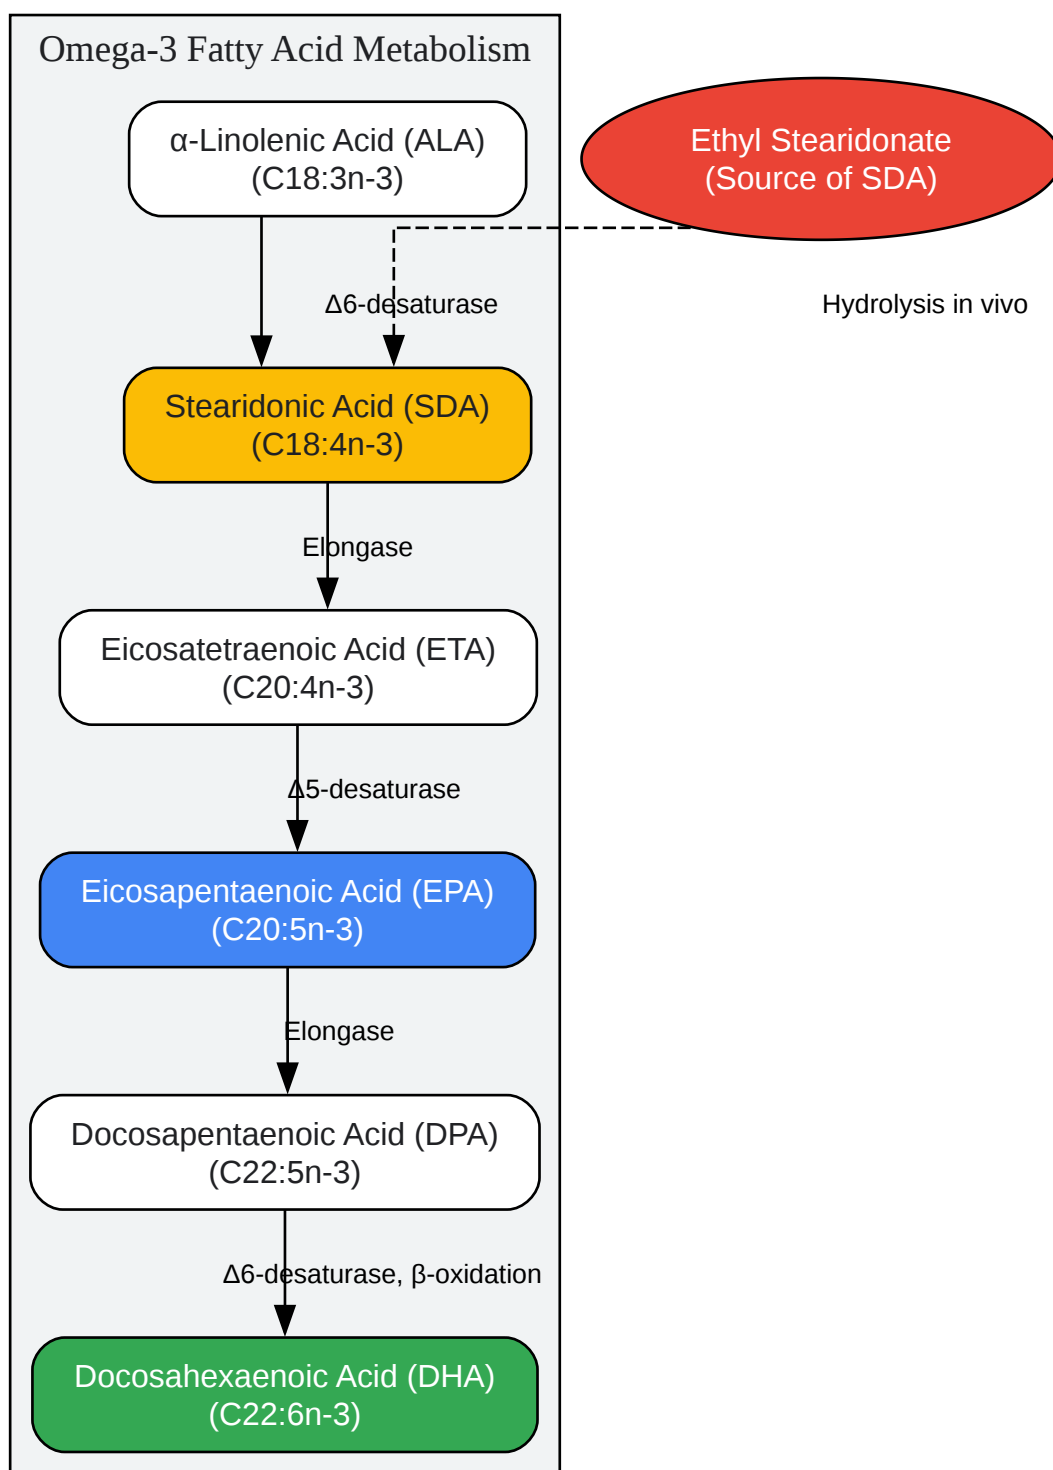 Omega-3 Fatty Acid Metabolism
α-Linolenic Acid (ALA)
(C18:3n-3)
Ethyl Stearidonate
(Source of SDA)
Δ6-desaturase
Hydrolysis in vivo
Stearidonic Acid (SDA)
(C18:4n-3)
Elongase
Eicosatetraenoic Acid (ETA)
(C20:4n-3)
Δ5-desaturase
Eicosapentaenoic Acid (EPA)
(C20:5n-3)
Elongase
Docosapentaenoic Acid (DPA)
(C22:5n-3)
Δ6-desaturase, β-oxidation
Docosahexaenoic Acid (DHA)
(C22:6n-3)